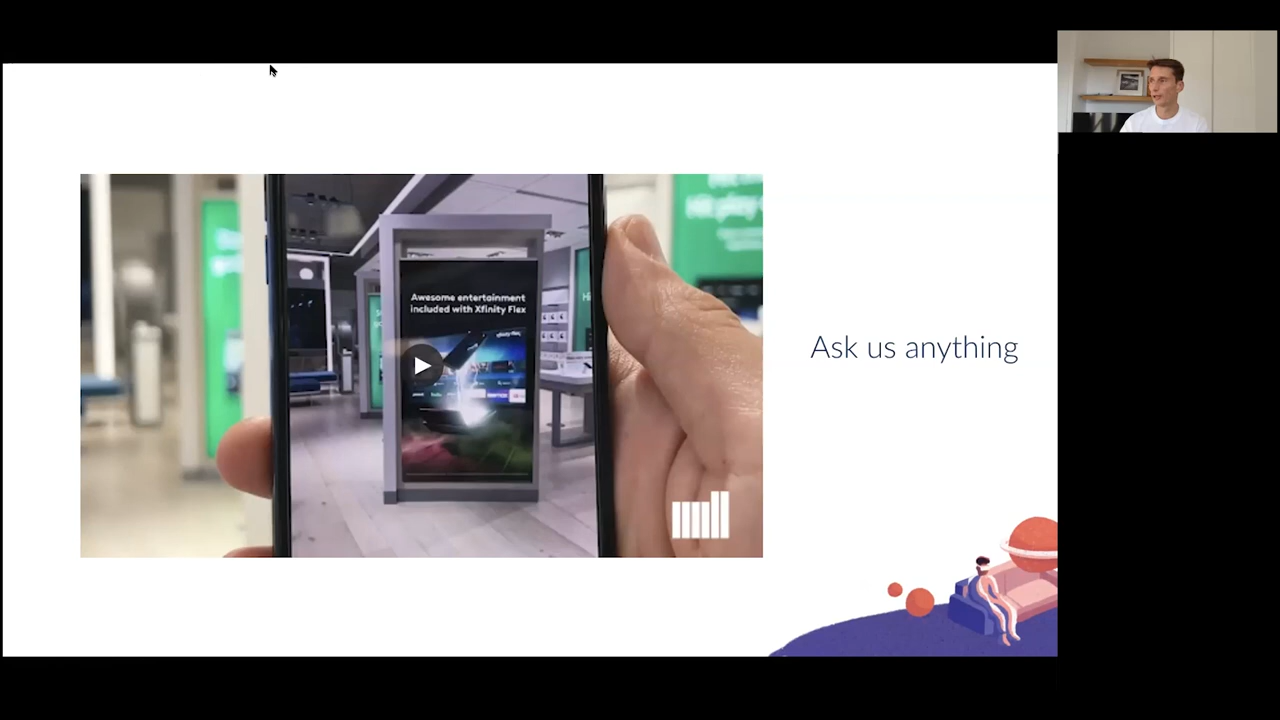 Awesome entertainment
included with Xfinity Flex
Ask us anything